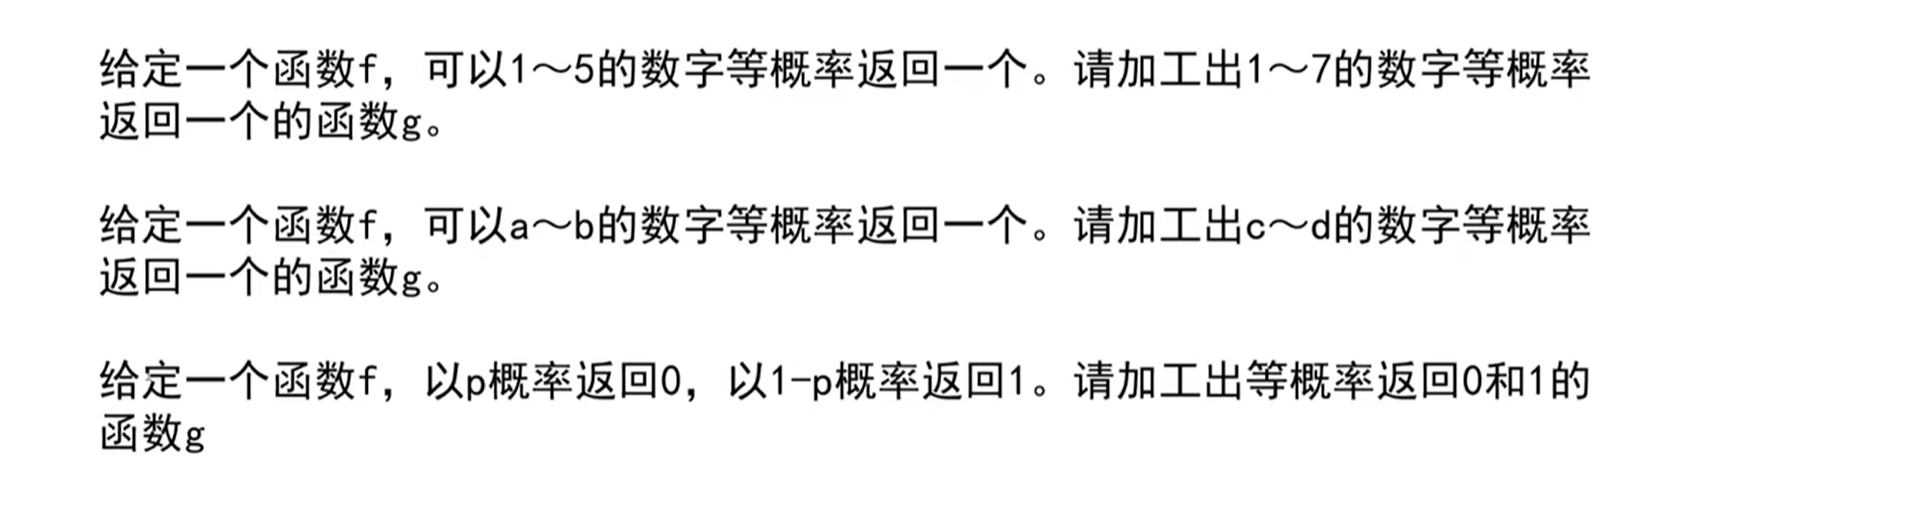 给定一个函数f，可以1～5的数字等概率返回一个。请加工出1～7的数字等概率
返回一个的函数g。
给定一个函数f，可以a～b的数字等概率返回一个。请加工出c～d的数字等概率
返回一个的函数g。
给定一个函数f，以p概率返回0，以1-p概率返回1。请加工出等概率返回0和1的
函数g